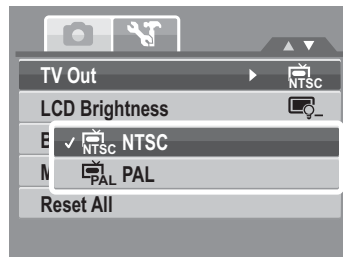 TV Out NTSC
LCD Brightness
E NTSC NTSC
M PAL PAL
Reset All